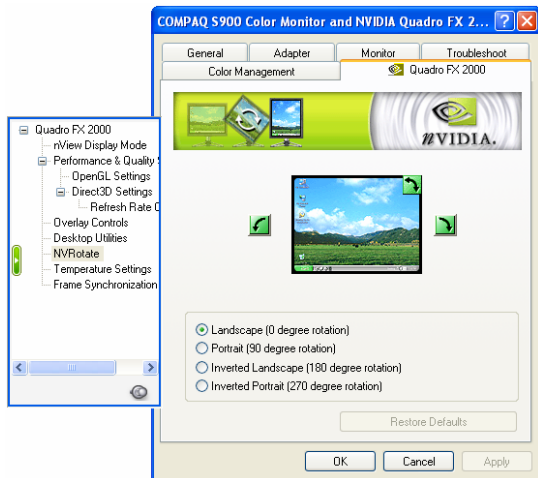 COMPAQ S900 Color Monitor and NVIDIA Quadro FX 2...
General Adapter Monitor Troubleshoot
Color Management Quadro FX 2000
nVIDIA.
Quadro FX 2000
nView Display Mode
Performance & Quality
OpenGL Settings
Direct3D Settings
Refresh Rate
Overlay Controls
Desktop Utilities
NVRotate
Temperature Settings
Frame Synchronization
Landscape (0 degree rotation)
Portrait (90 degree rotation)
Inverted Landscape (180 degree rotation)
Inverted Portrait (270 degree rotation)
Restore Defaults
OK Cancel Apply